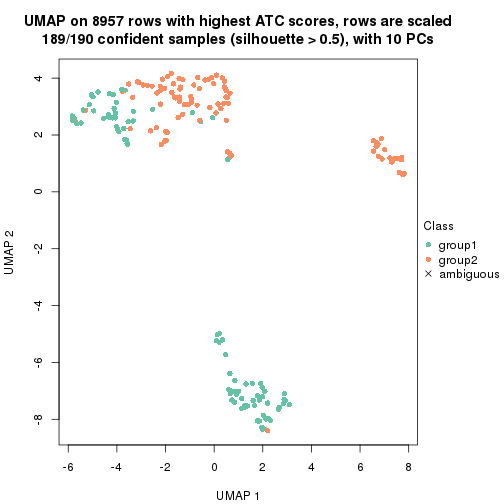 UMAP on 8957 rows with highest ATC scores, rows are scaled
189/190 confident samples (silhouette > 0.5), with 10 PCs
4
2
0
-2
-4
-6
-8
UMAP 2
-6 -4 -2 0 2 4 6 8
UMAP 1
Class
group1
group2
ambiguous